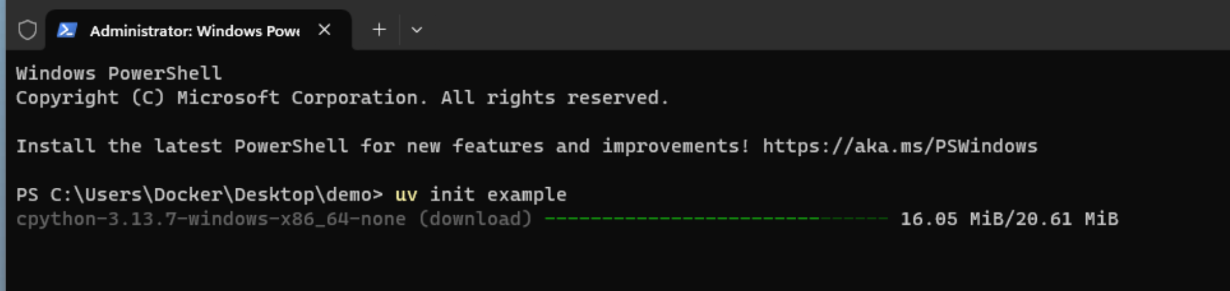 Administrator: Windows Powe
Windows PowerShell
Copyright (C) Microsoft Corporation. All rights reserved.
Install the latest PowerShell for new features and improvements! https://aka.ms/PSWindows
PS C:\Users\Docker\Desktop\demo> uv init example
cpython-3.13.7-windows-x86_64-none (download) ------------------------------ 16.05 MiB/20.61 MiB